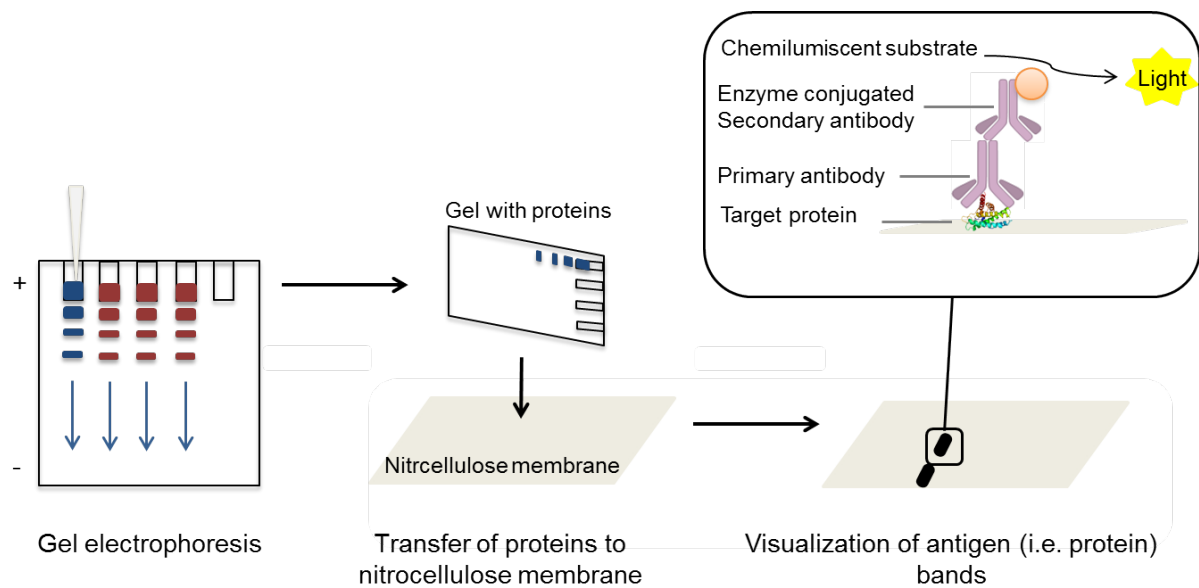 Chemilumiscent substrate
Light
Enzyme conjugated
Secondary antibody
Primary antibody
Target protein
Gel with proteins
+
-
Nitrcellulose membrane
Gel electrophoresis
Transfer of proteins to
nitrocellulose membrane
Visualization of antigen (i.e. protein)
bands